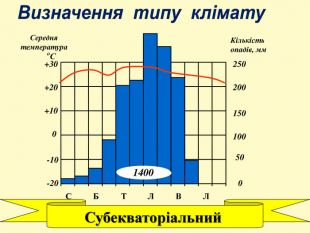 Визначення типу клімату
Середня температура °С
Кількість опадів, мм
+30
+20
+10
0
-10
-20
250
200
150
100
50
0
1400
С Б Т Л В Л
Субекваторіальний